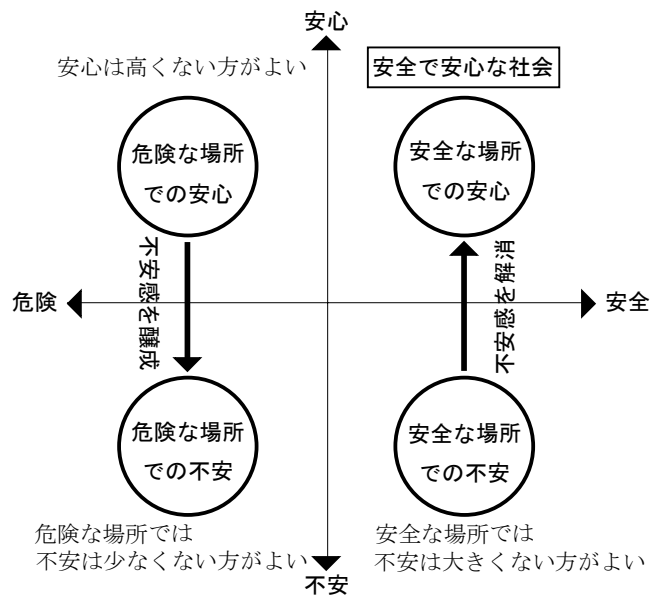 安心
安心は高くない方がよい
安全で安心な社会
危険な場所
での安心
安全な場所
での安心
不安感を醸成
不安感を解消
危険
安全
危険な場所
での不安
安全な場所
での不安
危険な場所では
不安は少なくない方がよい
安全な場所では
不安は大きくない方がよい
不安